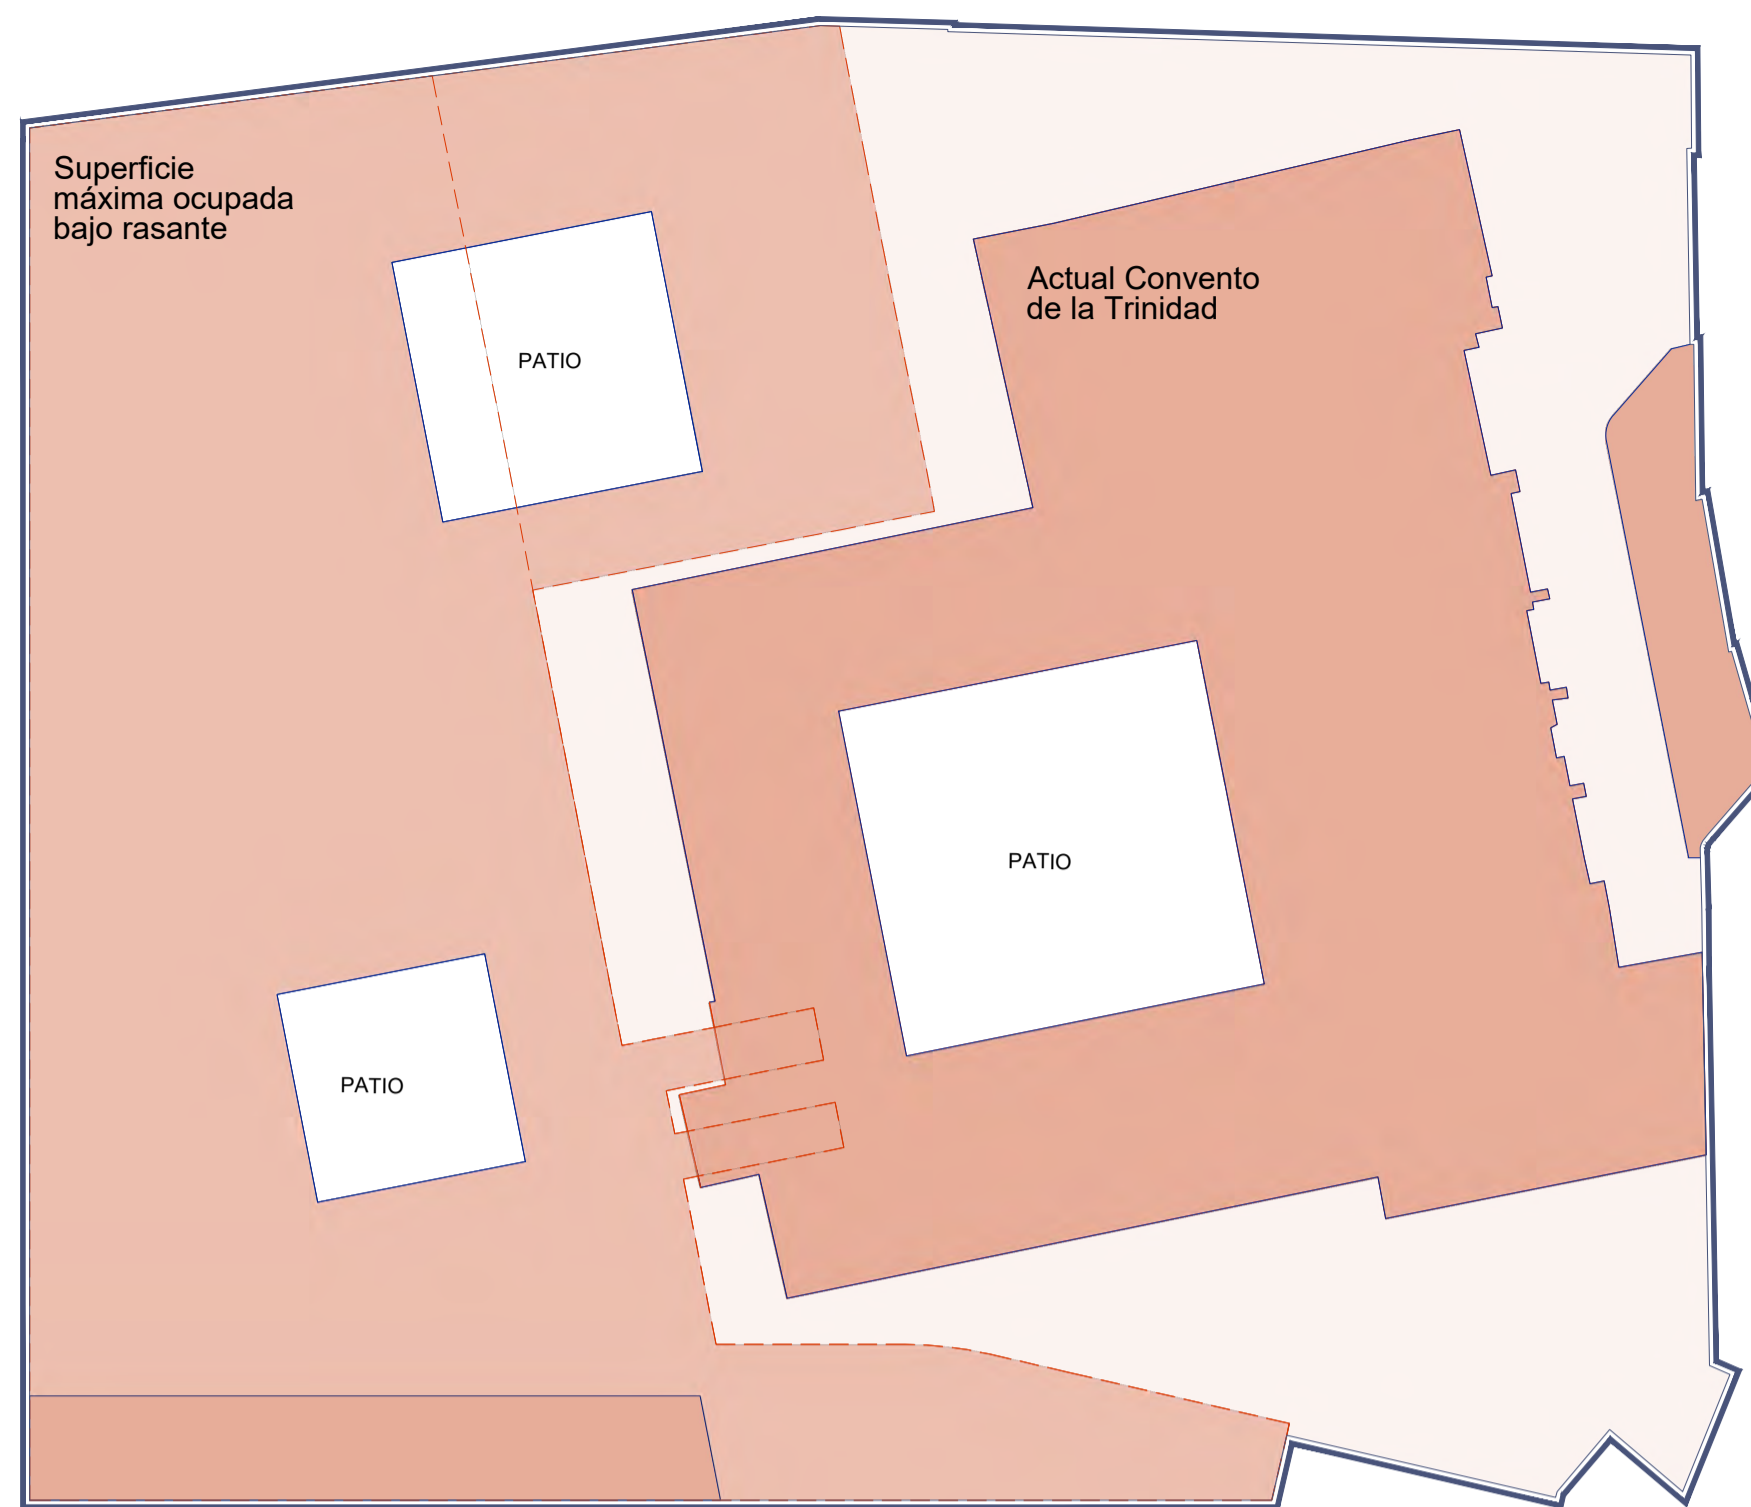 Superficie
máxima ocupada
bajo rasante
Actual Convento
de la Trinidad
PATIO
PATIO
PATIO